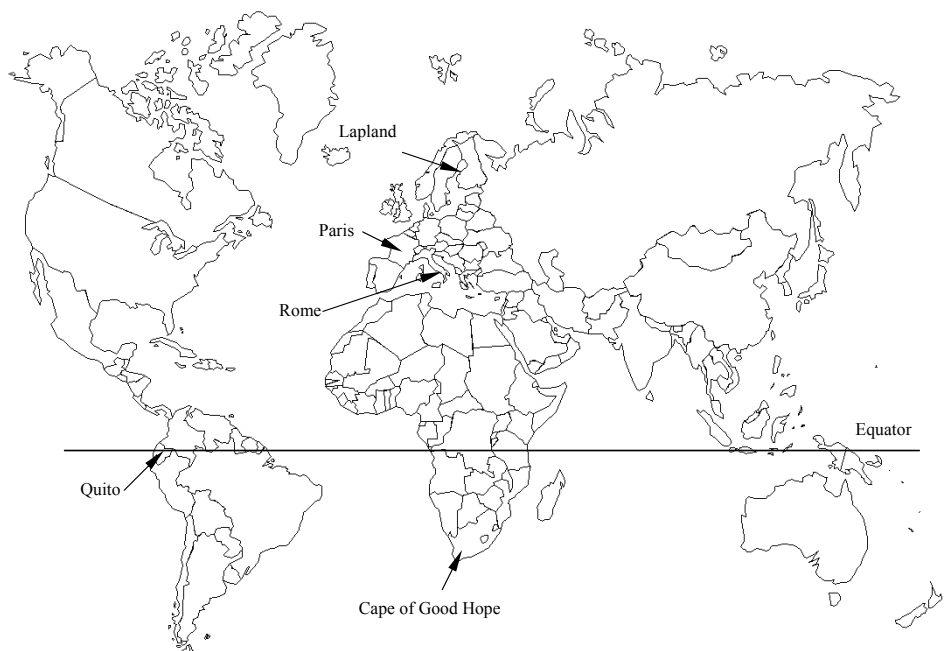 Lapland
Paris
Rome
Equator
Quito
Cape of Good Hope